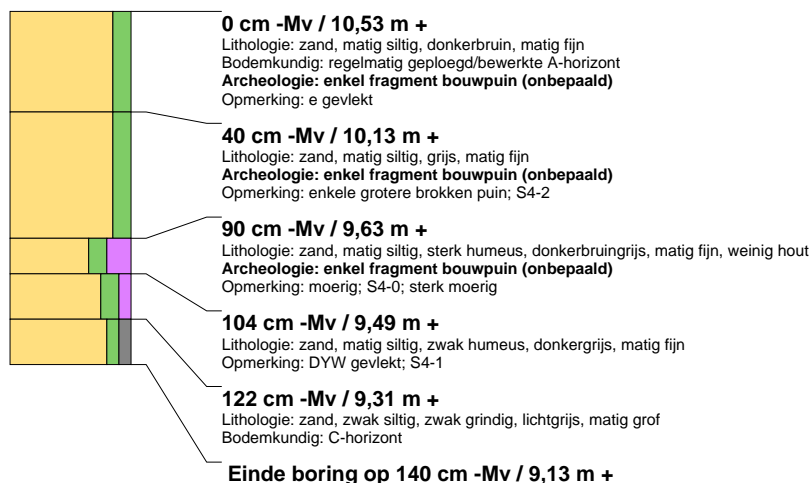 0 cm -Mv / 10,53 m +
Lithologie: zand, matig siltig, donkerbruin, matig fijn
Bodemkundig: regelmatig geploegd/bewerkte A-horizont
Archeologie: enkel fragment bouwpuin (onbepaald)
Opmerking: e gevlekt
40 cm -Mv / 10,13 m +
Lithologie: zand, matig siltig, grijs, matig fijn
Archeologie: enkel fragment bouwpuin (onbepaald)
Opmerking: enkele grotere brokken puin; S4-2
90 cm -Mv / 9,63 m +
Lithologie: zand, matig siltig, sterk humeus, donkerbruingrijs, matig fijn, weinig hout
Archeologie: enkel fragment bouwpuin (onbepaald)
Opmerking: moerig; S4-0; sterk moerig
104 cm -Mv / 9,49 m +
Lithologie: zand, matig siltig, zwak humeus, donkergrijs, matig fijn
Opmerking: DYW gevlekt; S4-1
122 cm -Mv / 9,31 m +
Lithologie: zand, zwak siltig, zwak grindig, lichtgrijs, matig grof
Bodemkundig: C-horizont
Einde boring op 140 cm -Mv / 9,13 m +